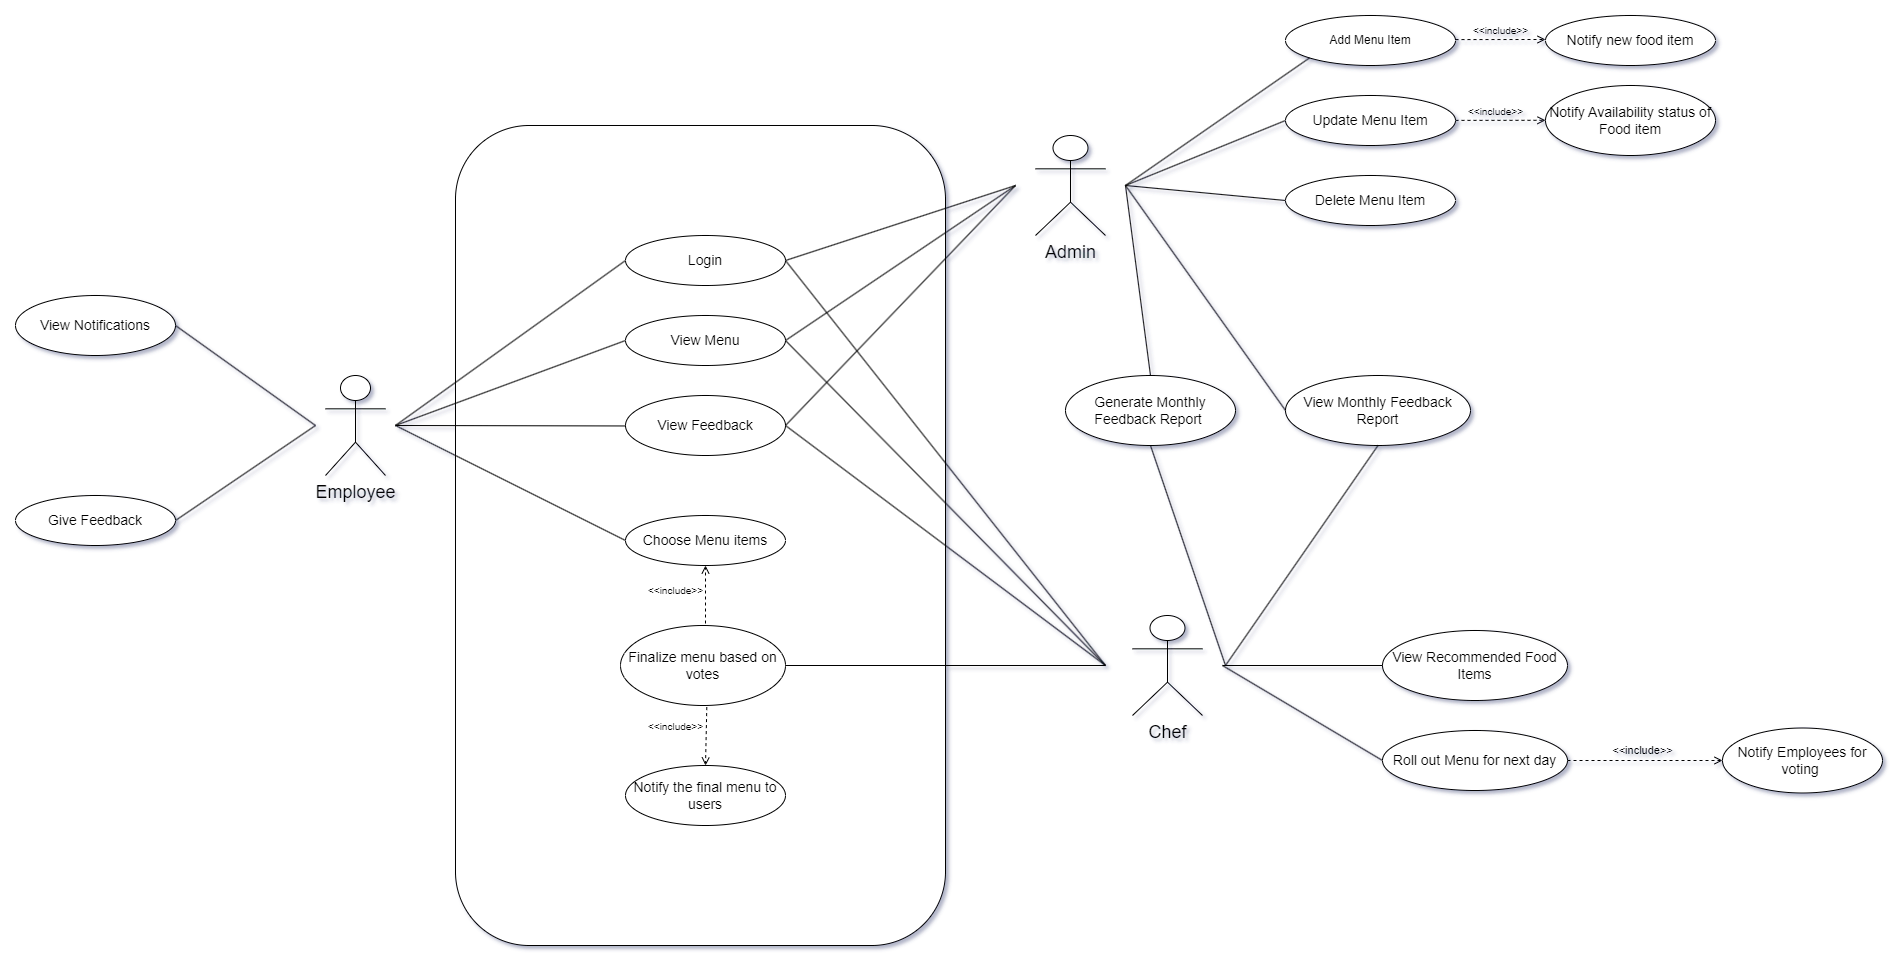 Add Menu Item
<<include>>
Notify new food item
Update Menu Item
<<include>>
Notify Availability status of
Food item
Delete Menu Item
Admin
Login
View Notifications
View Menu
Employee
View Feedback
Generate Monthly
Feedback Report
View Monthly Feedback
Report
Give Feedback
Choose Menu items
<<include>>
Finalize menu based on
votes
<<include>>
Notify the final menu to
users
Chef
View Recommended Food
Items
Roll out Menu for next day
<<include>>
Notify Employees for
voting